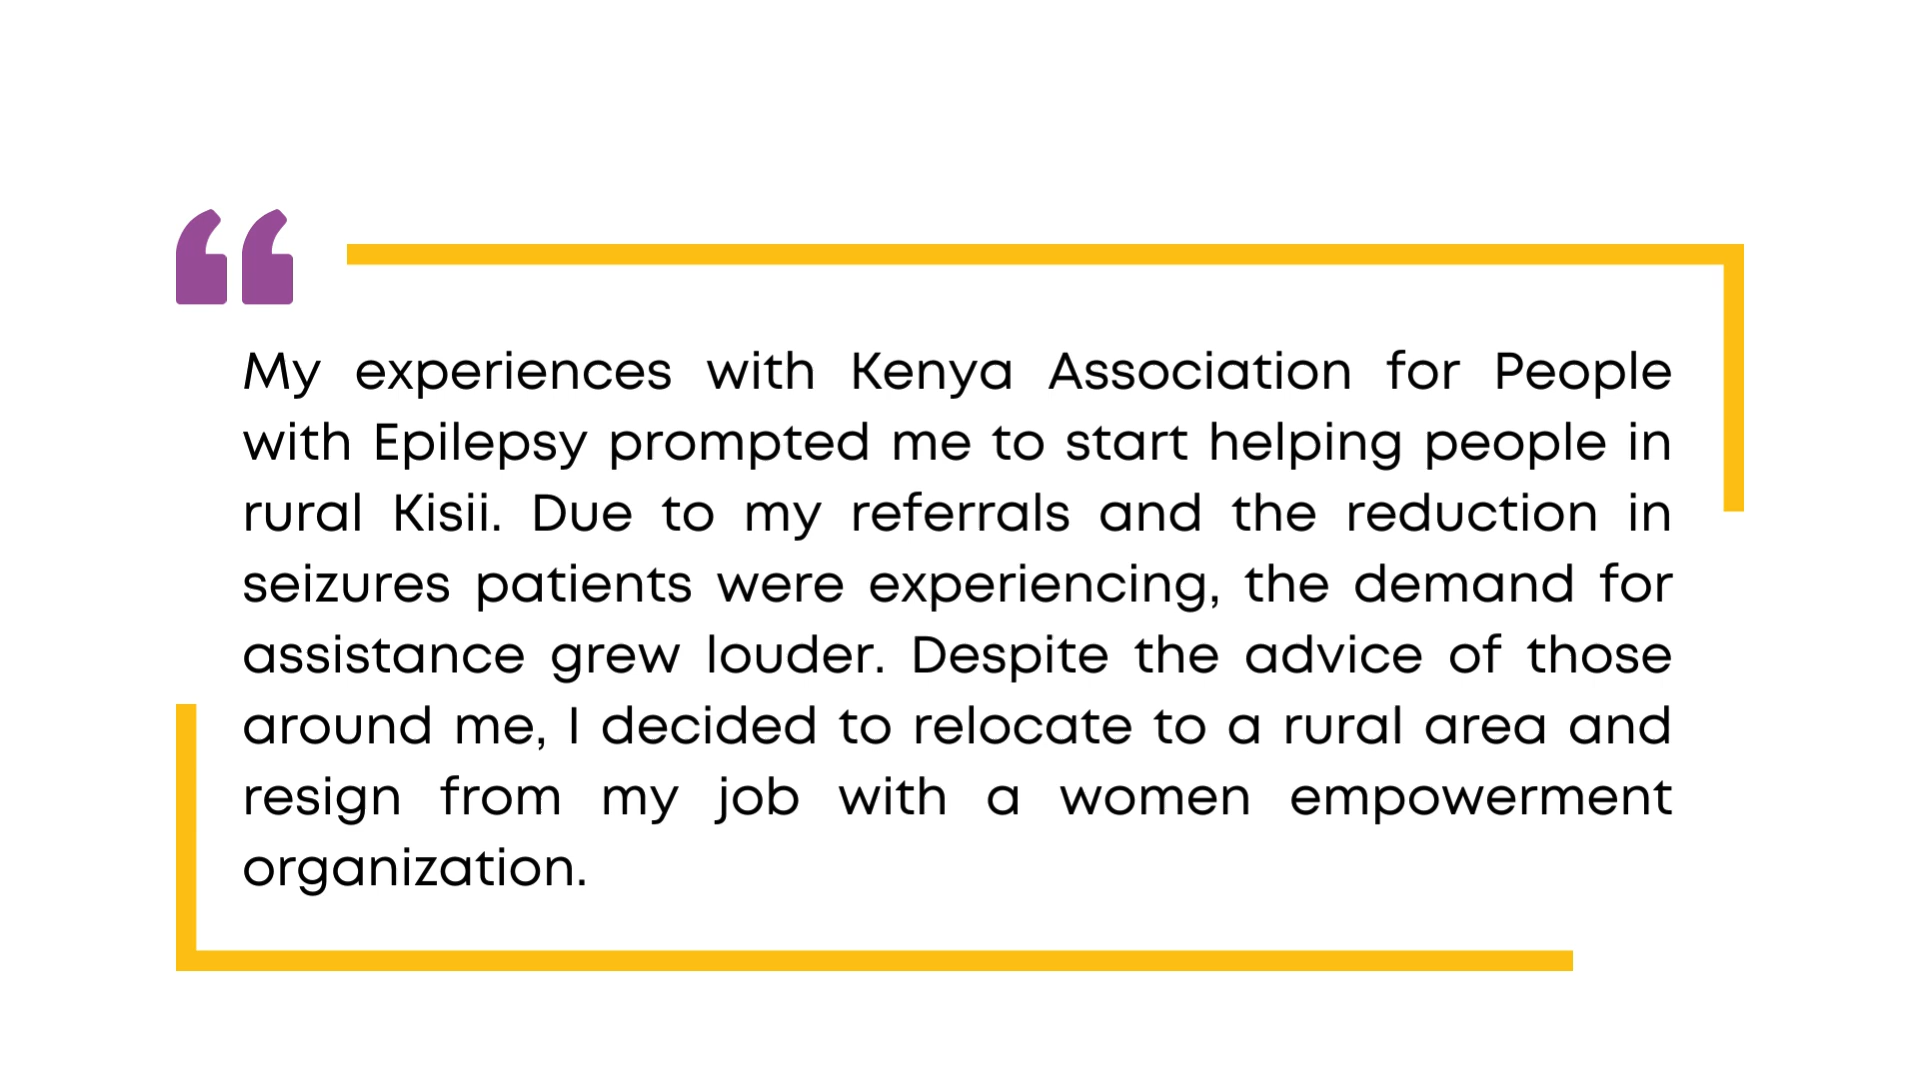 My experiences with Kenya Association for People
with Epilepsy prompted me to start helping people in
rural Kisii. Due to my referrals and the reduction in
seizures patients were experiencing, the demand for
assistance grew louder. Despite the advice of those
around me, I decided to relocate to a rural area and
resign from my job with a women empowerment
organization.